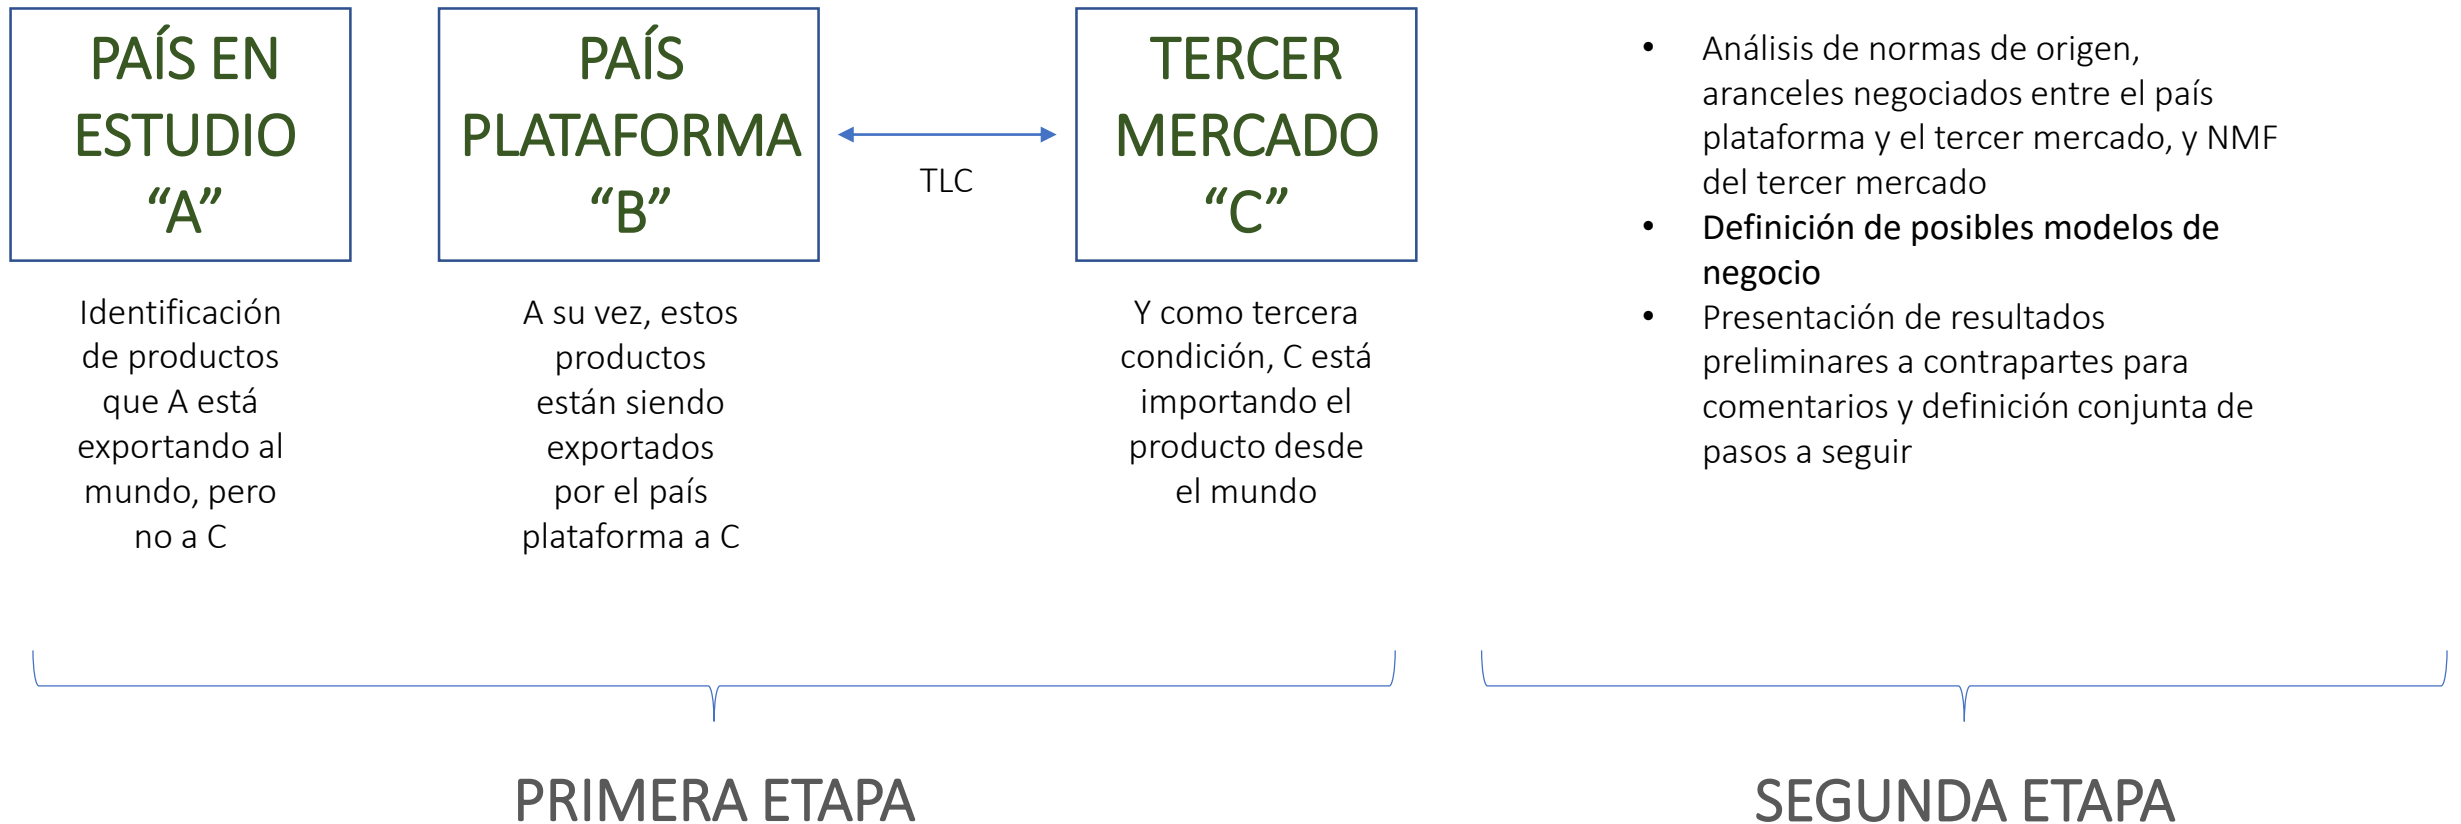 PAÍS EN
ESTUDIO
“A”
Identificación
de productos
que A está
exportando al
mundo, pero
no a C
PAÍS
PLATAFORMA
“B”
A su vez, estos
productos
están siendo
exportados
por el país
plataforma a C
TLC
TERCER
MERCADO
“C”
Y como tercera
condición, C está
importando el
producto desde
el mundo
PRIMERA ETAPA
• Análisis de normas de origen,
aranceles negociados entre el país
plataforma y el tercer mercado, y NMF
del tercer mercado
• Definición de posibles modelos de
negocio
• Presentación de resultados
preliminares a contrapartes para
comentarios y definición conjunta de
pasos a seguir
SEGUNDA ETAPA